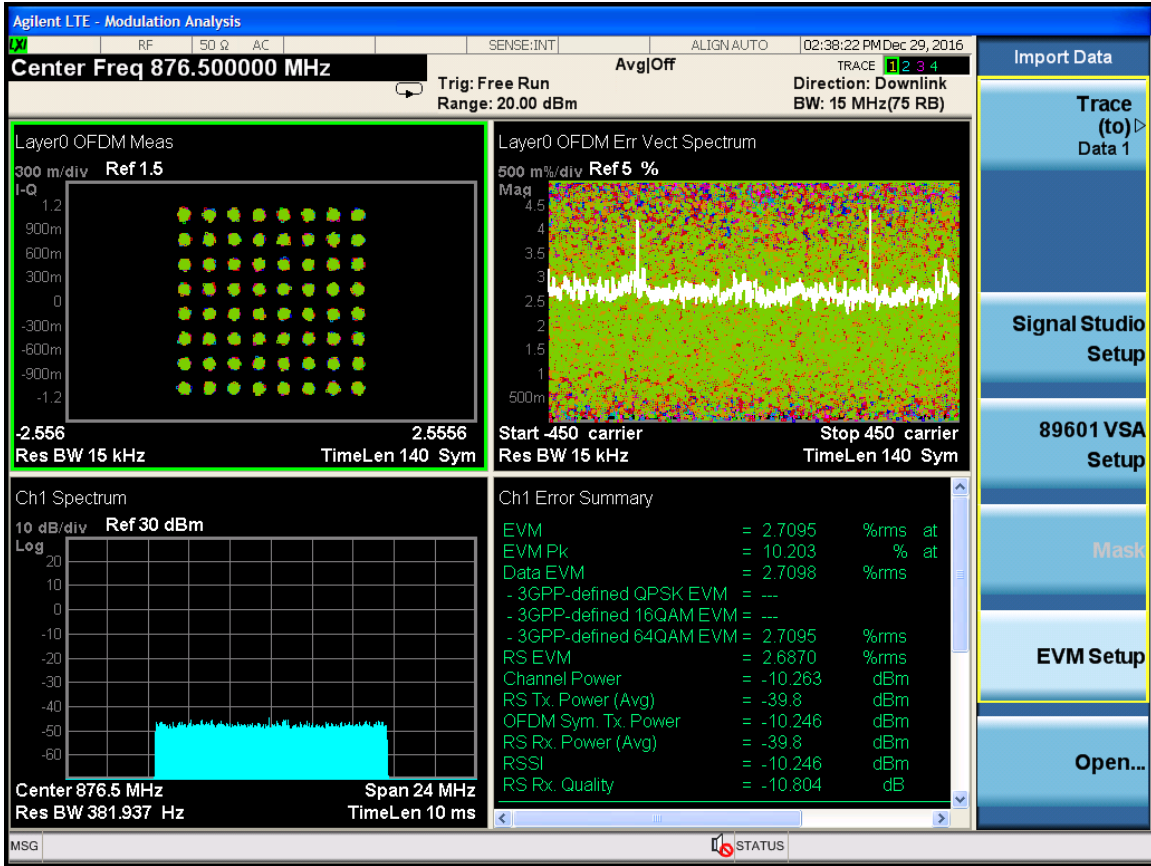 Agilent LTE - Modulation Analysis
LXI RF 50 Ω AC SENSE:INT ALIGN AUTO 02:38:22 PM Dec 29, 2016
Center Freq 876.500000 MHz
Avg|Off
TRACE 1 2 3 4
Trig: Free Run
Direction: Downlink
Range: 20.00 dBm
BW: 15 MHz(75 RB)
Layer0 OFDM Meas
300 m/div Ref 1.5
I-Q
1.2
900m
600m
300m
0
-300m
-600m
-900m
-1.2
-2.556 2.5556
Res BW 15 kHz TimeLen 140 Sym
Layer0 OFDM Err Vect Spectrum
500 m%/div Ref 5 %
Mag
4.5
4
3.5
3
2.5
2
1.5
1
500m
Start -450 carrier Stop 450 carrier
Res BW 15 kHz TimeLen 140 Sym
Ch1 Spectrum
10 dB/div Ref 30 dBm
Log
20
10
0
-10
-20
-30
-40
-50
-60
Center 876.5 MHz Span 24 MHz
Res BW 381.937 Hz TimeLen 10 ms
Ch1 Error Summary
EVM = 2.7095 %rms at
EVM Pk = 10.203 % at
Data EVM = 2.7098 %rms
- 3GPP-defined QPSK EVM = ---
- 3GPP-defined 16QAM EVM = ---
- 3GPP-defined 64QAM EVM = 2.7095 %rms
RS EVM = 2.6870 %rms
Channel Power = -10.263 dBm
RS Tx. Power (Avg) = -39.8 dBm
OFDM Sym. Tx. Power = -10.246 dBm
RS Rx. Power (Avg) = -39.8 dBm
RSSI = -10.246 dBm
RS Rx. Quality = -10.804 dB
Import Data
Trace
(to)
Data 1
Signal Studio
Setup
89601 VSA
Setup
Mask
EVM Setup
Open...
MSG STATUS